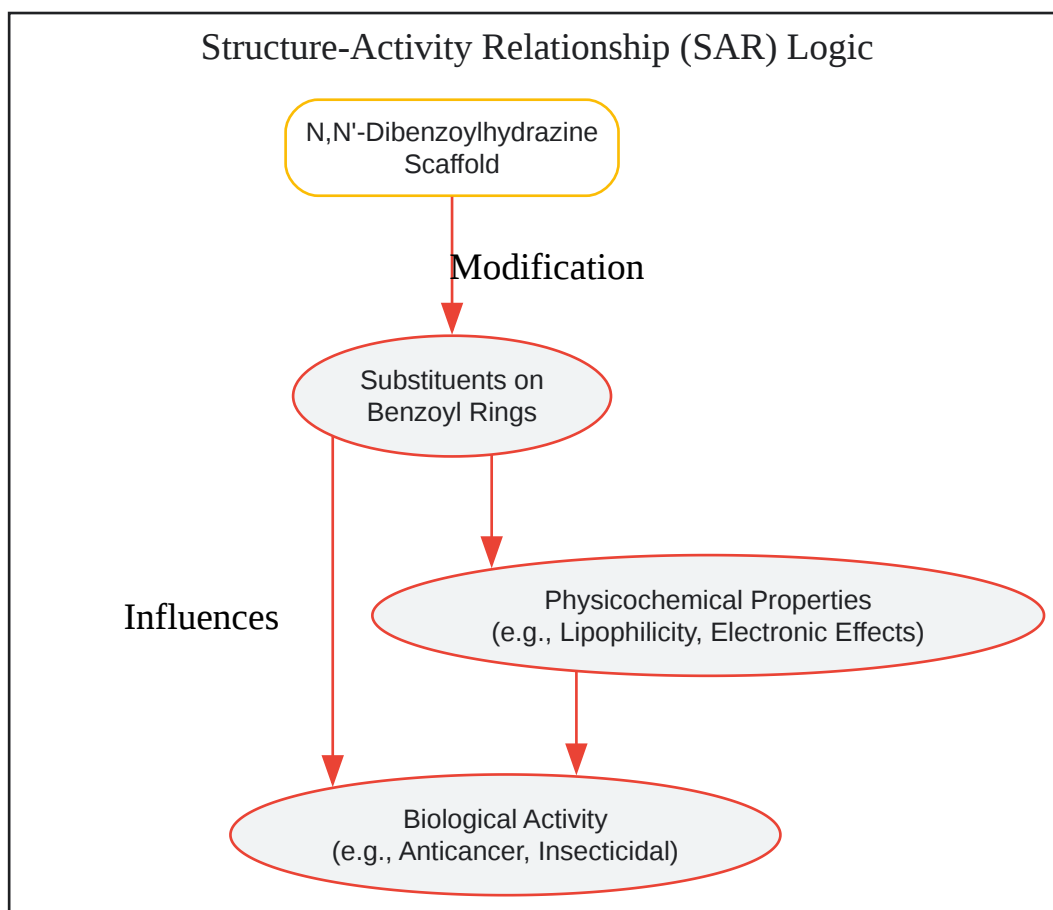 Structure-Activity Relationship (SAR) Logic
N,N'-Dibenzoylhydrazine
Scaffold
Modification
Substituents on
Benzoyl Rings
Physicochemical Properties
(e.g., Lipophilicity, Electronic Effects)
Influences
Biological Activity
(e.g., Anticancer, Insecticidal)